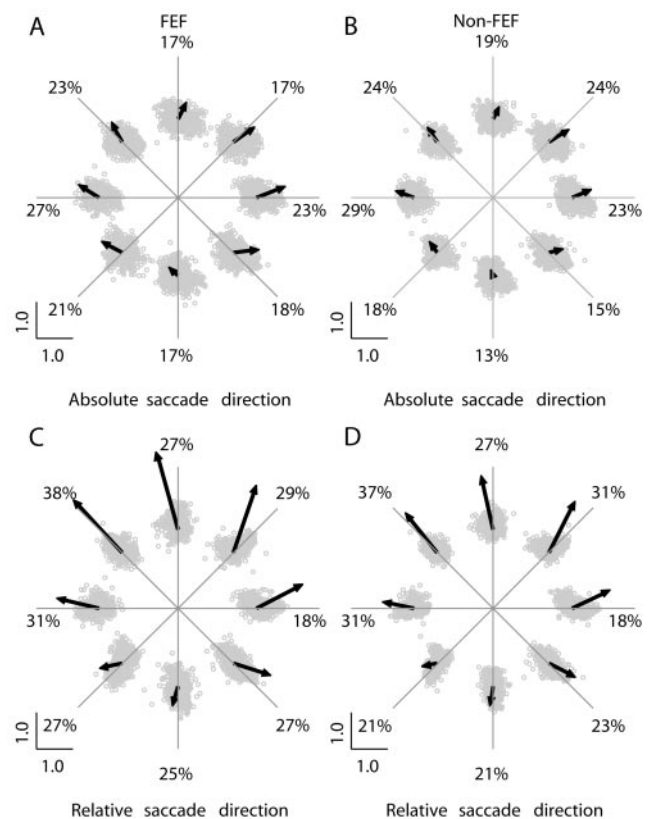 A FEF B Non-FEF
17% 19%
23% 17% 24% 24%
27% 23% 29% 23%
21% 18% 18% 15%
1.0 1.0
1.0 17% 1.0 13%
Absolute saccade direction Absolute saccade direction
C D
27% 27%
38% 29% 37% 31%
31% 18% 31% 18%
27% 27% 21% 23%
1.0 1.0
1.0 25% 1.0 21%
Relative saccade direction Relative saccade direction